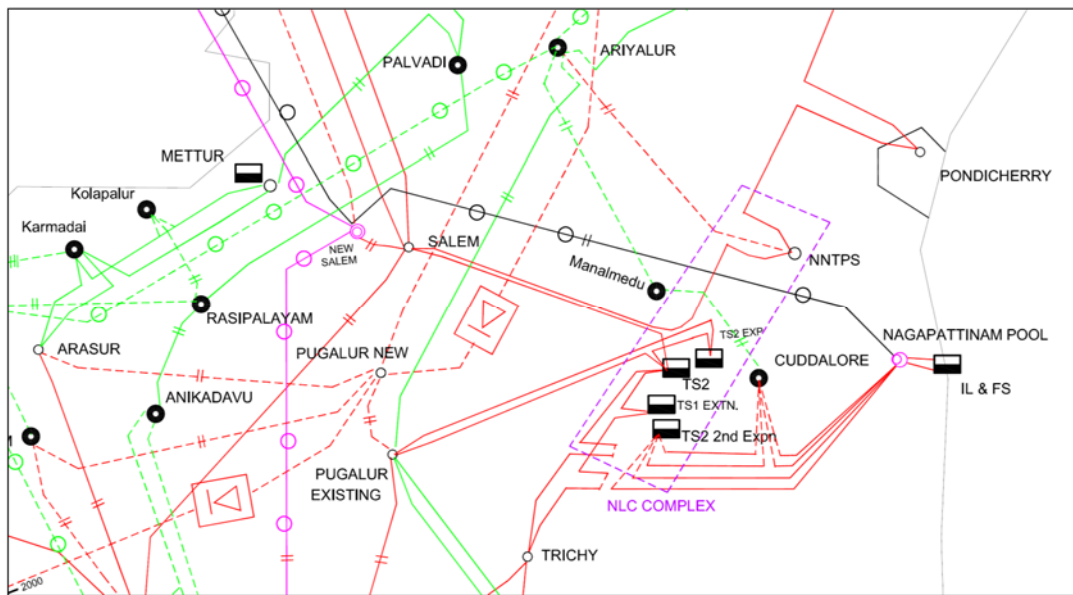 PALVADI
ARIYALUR
METTUR
Kolapalur
Karmadai
PONDICHERRY
NEW
SALEM
SALEM
NNTPS
Manalmedu
RASIPALAYAM
TS2 EXP.
NAGAPATTINAM POOL
ARASUR
PUGALUR NEW
CUDDALORE
TS2
IL & FS
ANIKADAVU
TS1 EXTN.
TS2 2nd Expn
PUGALUR
EXISTING
NLC COMPLEX
TRICHY
2000